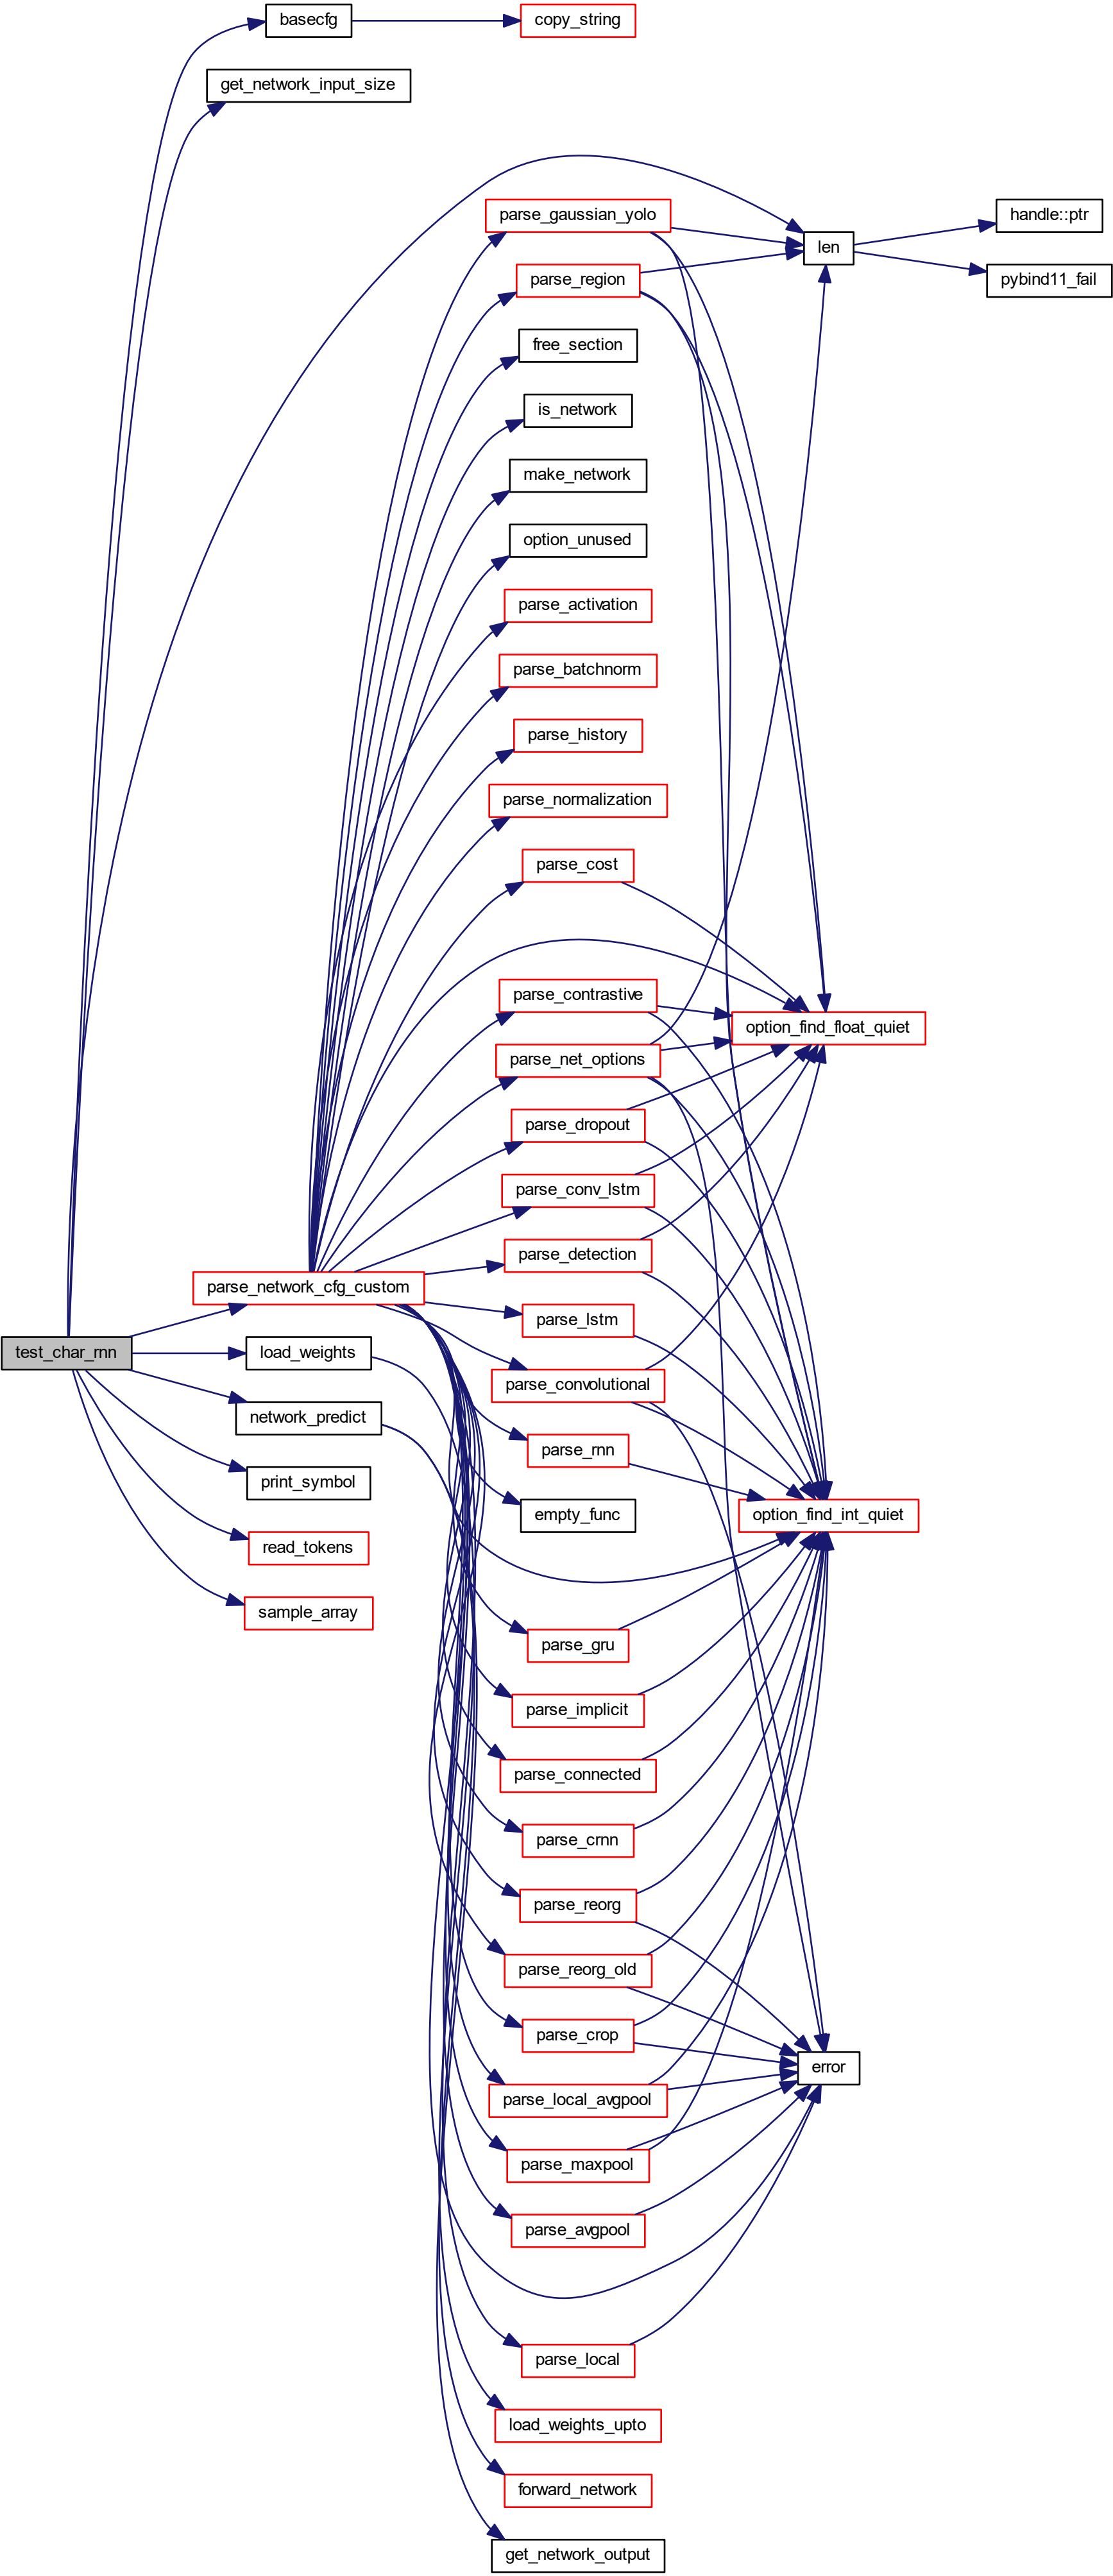 basecfg
copy_string
get_network_input_size
parse_gaussian_yolo
handle::ptr
len
parse_region
pybind11_fail
free_section
is_network
make_network
option_unused
parse_activation
parse_batchnorm
parse_history
parse_normalization
parse_cost
parse_contrastive
option_find_float_quiet
parse_net_options
parse_dropout
parse_conv_lstm
parse_detection
parse_network_cfg_custom
parse_lstm
test_char_rnn
load_weights
parse_convolutional
network_predict
parse_rnn
print_symbol
empty_func
option_find_int_quiet
read_tokens
sample_array
parse_gru
parse_implicit
parse_connected
parse_crnn
parse_reorg
parse_reorg_old
parse_crop
error
parse_local_avgpool
parse_maxpool
parse_avgpool
parse_local
load_weights_upto
forward_network
get_network_output